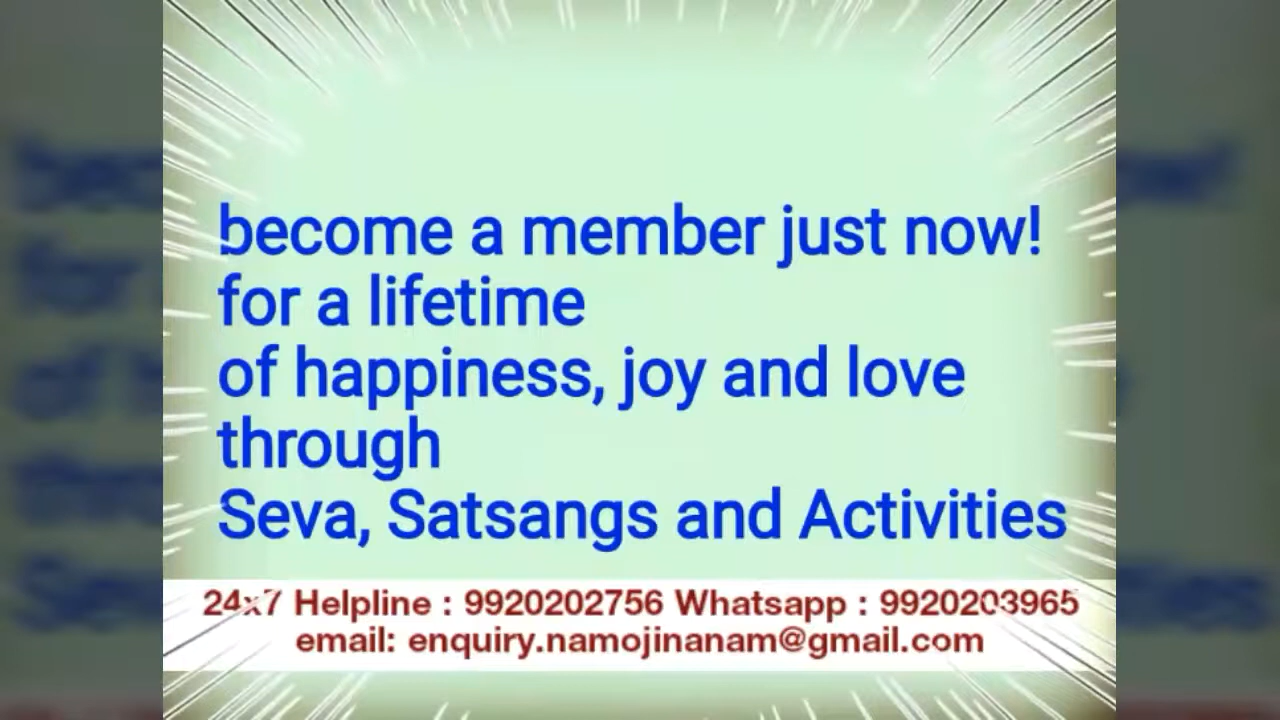 become a member just now!
for a lifetime
of happiness, joy and love
through
Seva, Satsangs and Activities
24x7 Helpline : 9920202756 Whatsapp : 9920203965
email: enquiry.namojinanam@gmail.com